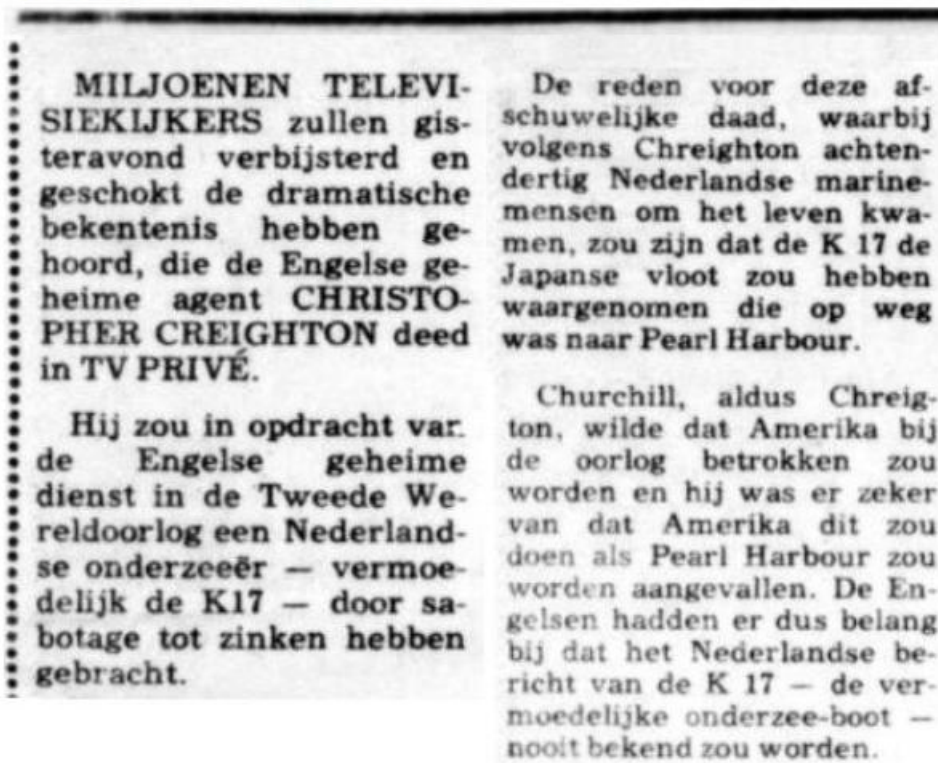 MILJOENEN TELEVI-
SIEKIJKERS zullen gis-
teravond verbijsterd en
geschokt de dramatische
bekentenis hebben ge-
hoord, die de Engelse ge-
heime agent CHRISTO-
PHER CREIGHTON deed
in TV PRIVÉ.
Hij zou in opdracht van
de Engelse geheime
dienst in de Tweede We-
reldoorlog een Nederland-
se onderzeeër — vermoe-
delijk de K17 — door sa-
botage tot zinken hebben
gebracht.
De reden voor deze af-
schuwelijke daad, waarbij
volgens Chreighton achten-
dertig Nederlandse marine-
mensen om het leven kwa-
men, zou zijn dat de K 17 de
Japanse vloot zou hebben
waargenomen die op weg
was naar Pearl Harbour.
Churchill, aldus Chreig-
ton, wilde dat Amerika bij
de oorlog betrokken zou
worden en hij was er zeker
van dat Amerika dit zou
doen als Pearl Harbour zou
worden aangevallen. De En-
gelsen hadden er dus belang
bij dat het Nederlandse be-
richt van de K 17 — de ver-
moedelijke onderzee-boot —
nooit bekend zou worden.